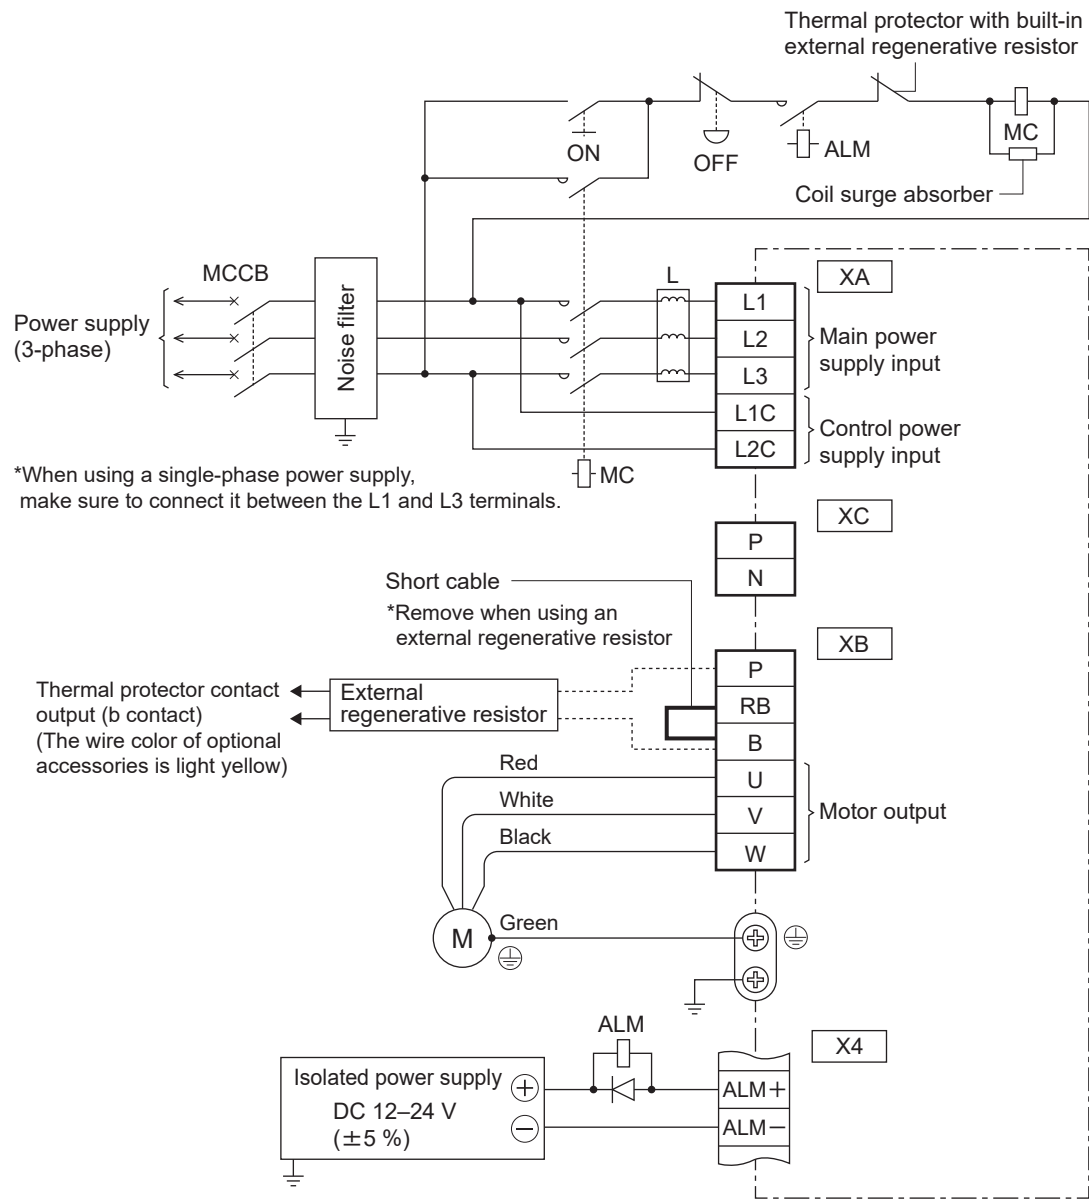 Thermal protector with built-in
external regenerative resistor
ON
OFF
ALM
MC
Coil surge absorber
MCCB
Power supply
(3-phase)
Noise filter
L
XA
L1
L2
L3
L1C
L2C
Main power
supply input
Control power
supply input
MC
*When using a single-phase power supply,
make sure to connect it between the L1 and L3 terminals.
XC
P
N
Short cable
*Remove when using an
external regenerative resistor
XB
P
RB
B
U
V
W
Thermal protector contact
output (b contact)
(The wire color of optional
accessories is light yellow)
External
regenerative resistor
Red
White
Black
Motor output
M
Green
ALM
X4
Isolated power supply
DC 12–24 V
(±5 %)
+
−
ALM+
ALM−